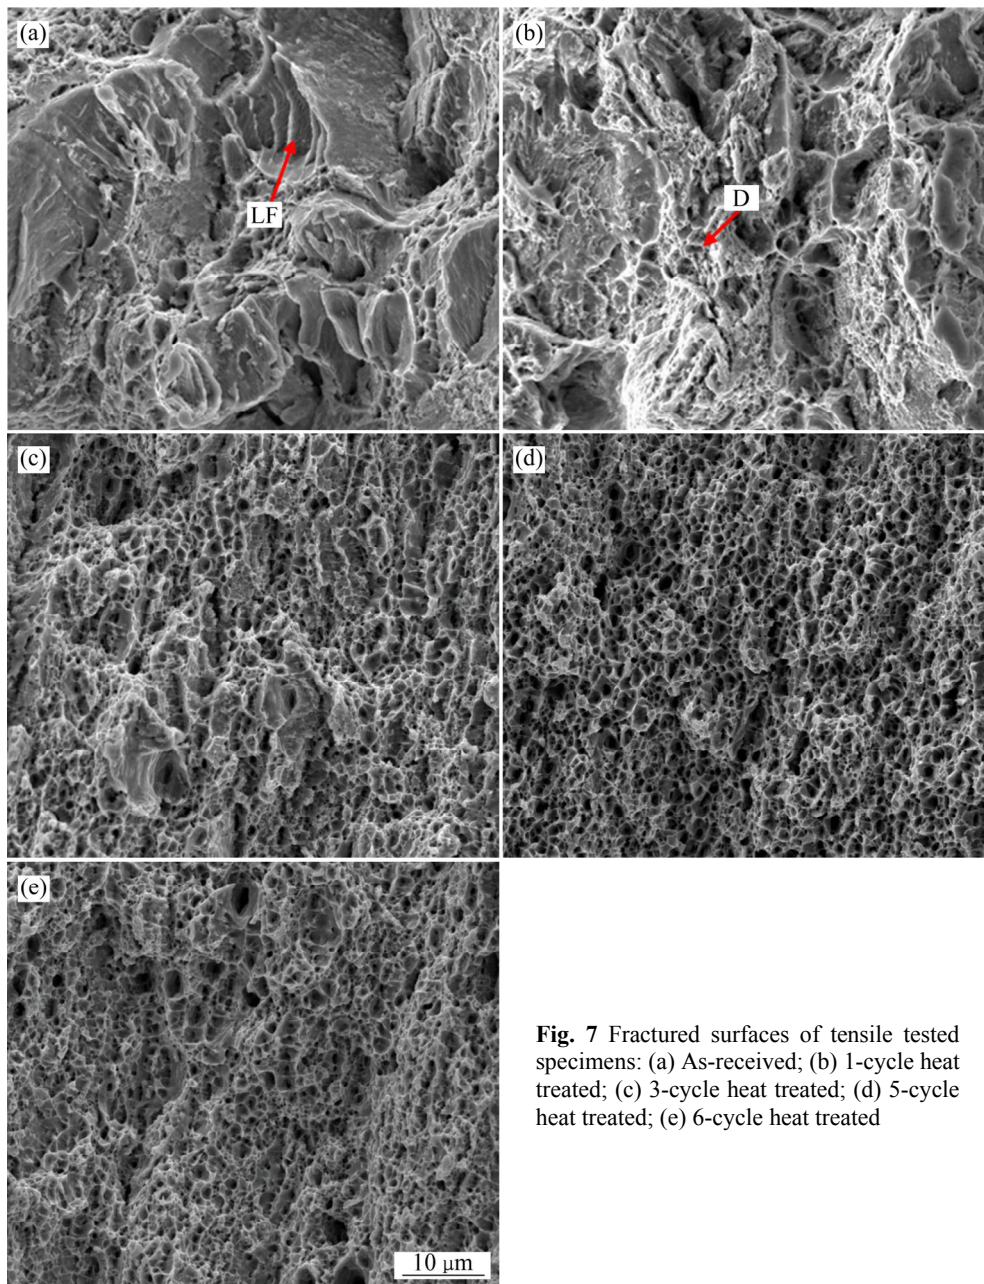 (a)
(b)
LF
D
(c)
(d)
(e)
10 μm
Fig. 7 Fractured surfaces of tensile tested
specimens: (a) As-received; (b) 1-cycle heat
treated; (c) 3-cycle heat treated; (d) 5-cycle
heat treated; (e) 6-cycle heat treated